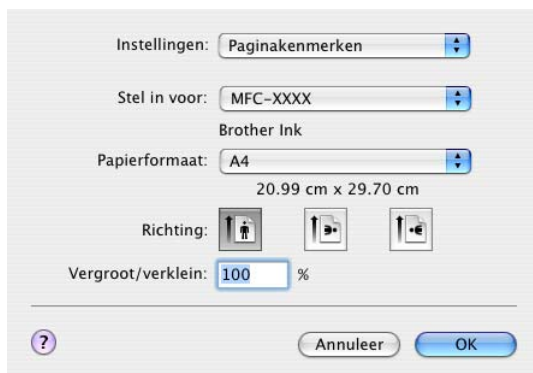 Instellingen: Paginakenmerken
Stel in voor: MFC-XXXX
Brother Ink
Papierformaat: A4
20.99 cm x 29.70 cm
Richting:
Vergroot/verklein: 100 %
? Annuleer OK